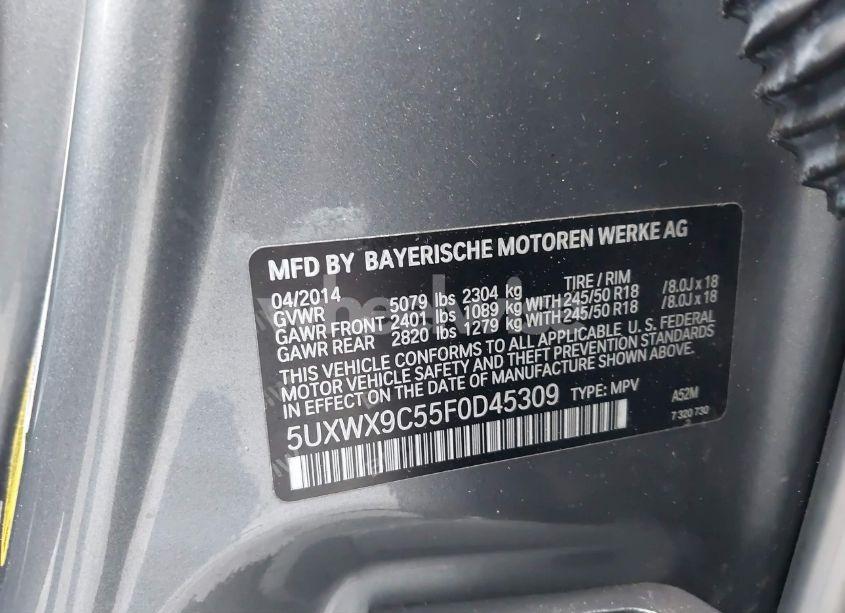 MFD BY BAYERISCHE MOTOREN WERKE AG
04/2014 TIRE / RIM
GVWR 5079 lbs 2304 kg
GAWR FRONT 2401 lbs 1089 kg WITH 245/50 R18 /8.0J x 18
GAWR REAR 2820 lbs 1279 kg WITH 245/50 R18 /8.0J x 18
THIS VEHICLE CONFORMS TO ALL APPLICABLE U. S. FEDERAL
MOTOR VEHICLE SAFETY AND THEFT PREVENTION STANDARDS
IN EFFECT ON THE DATE OF MANUFACTURE SHOWN ABOVE.
5UXWX9C55F0D45309 TYPE: MPV A52M
7 320 730